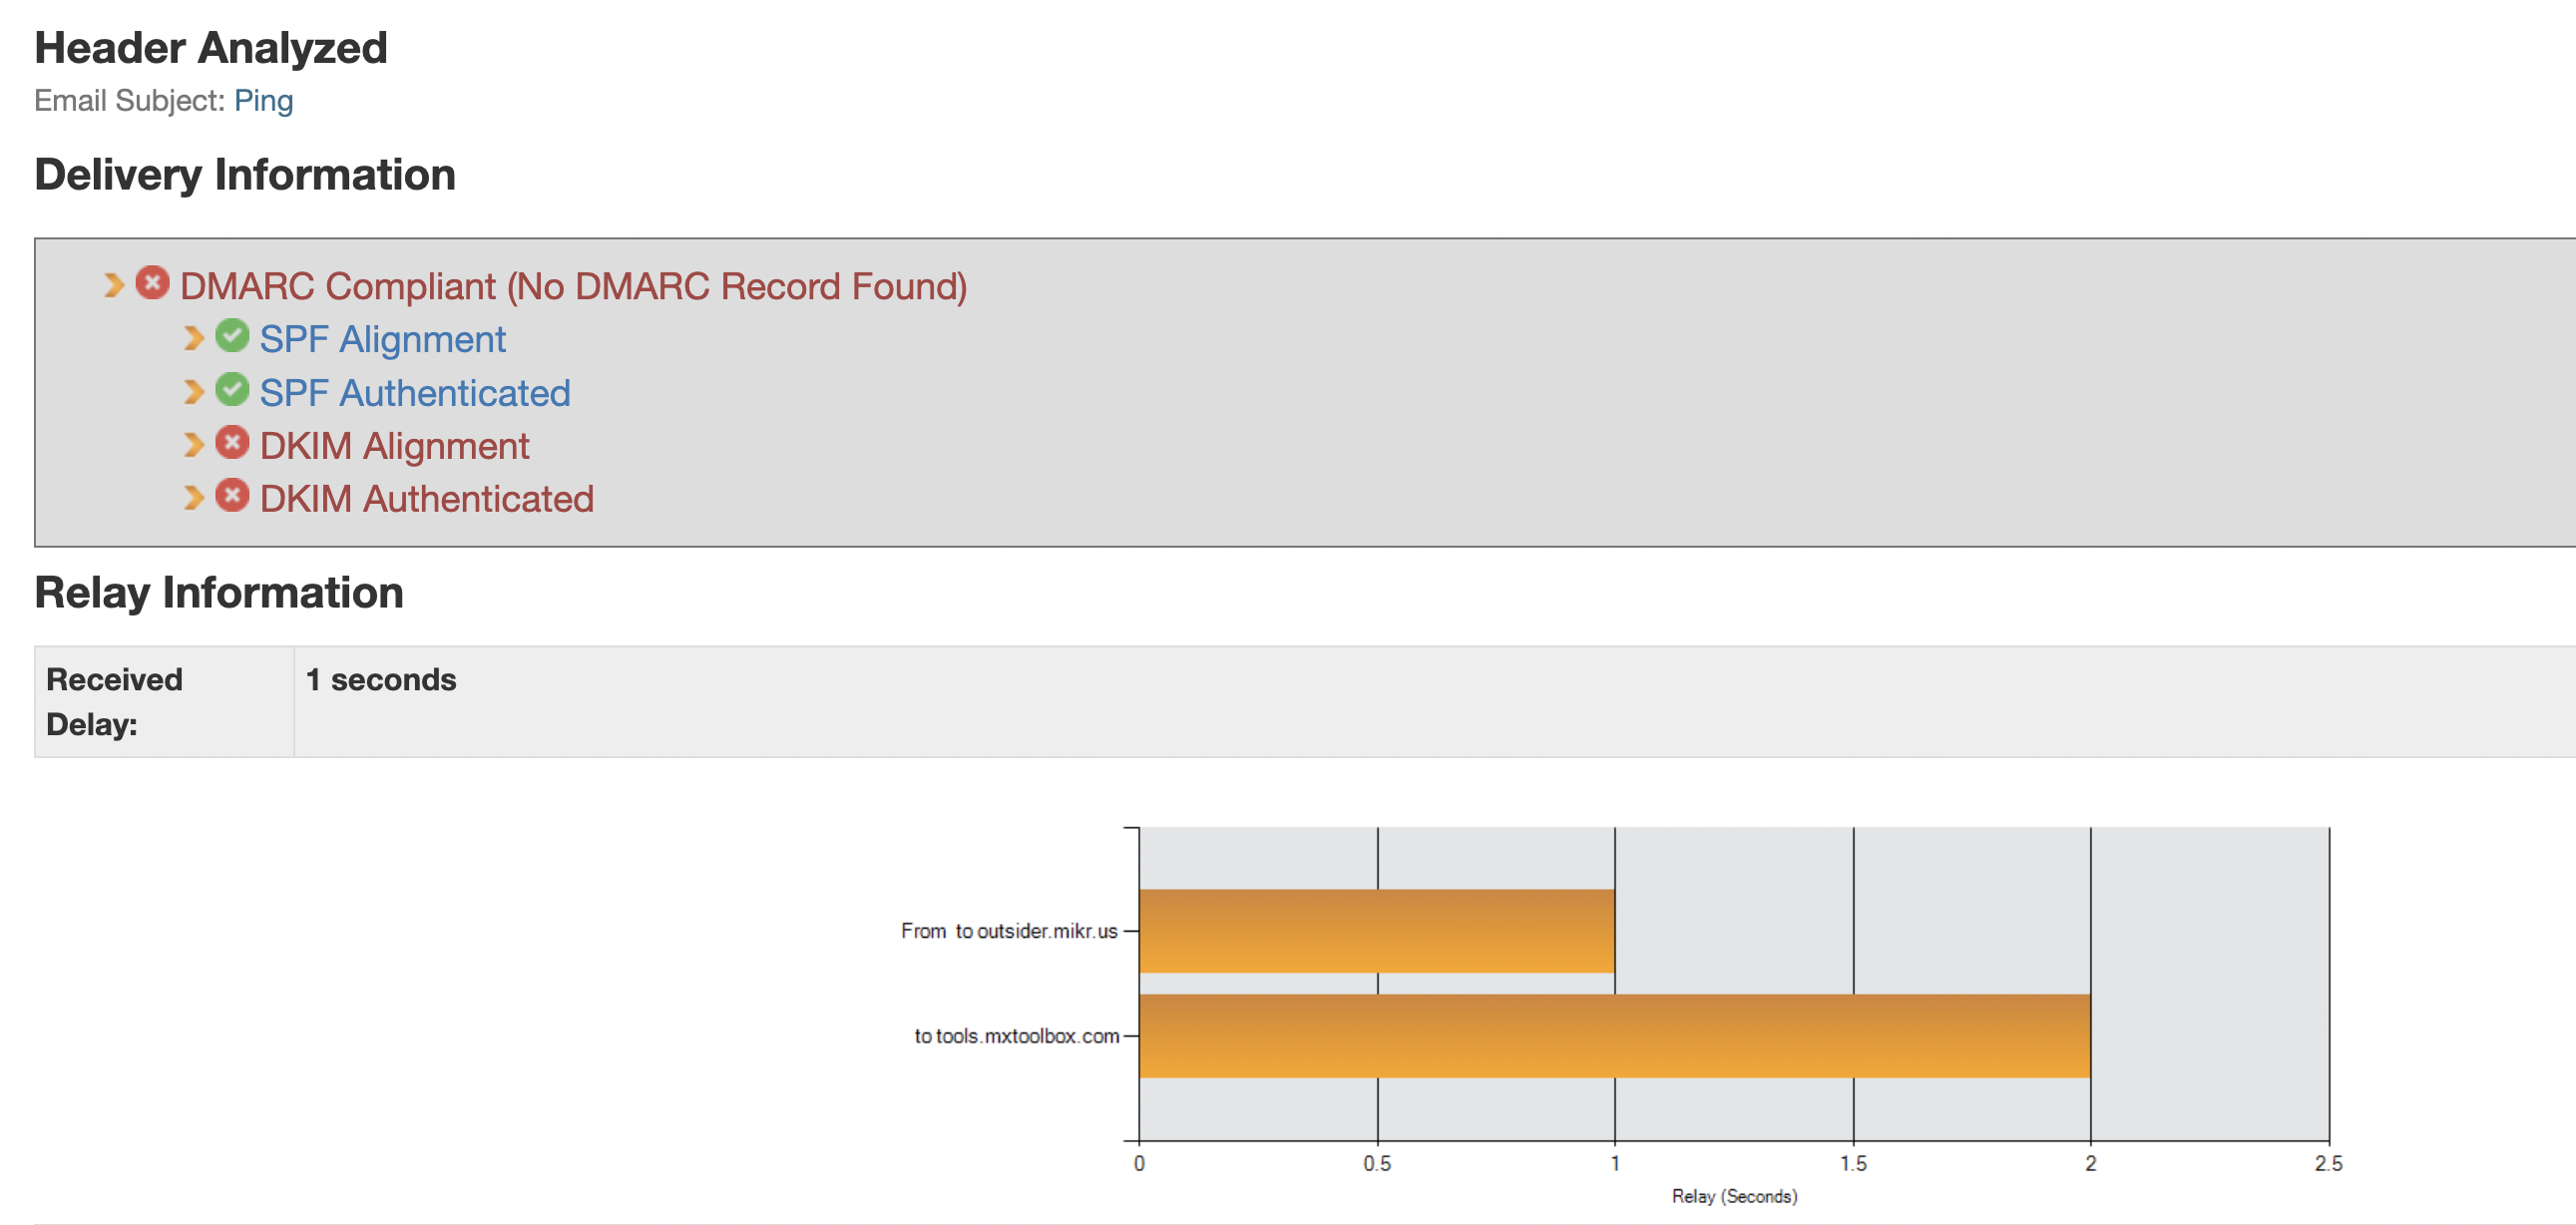 Header Analyzed
Email Subject: Ping
Delivery Information
DMARC Compliant (No DMARC Record Found)
SPF Alignment
SPF Authenticated
DKIM Alignment
DKIM Authenticated
Relay Information
Received Delay: 1 seconds
From  to outsider.mikr.us
to tools.mxtoolbox.com
0 0.5 1 1.5 2 2.5
Relay (Seconds)